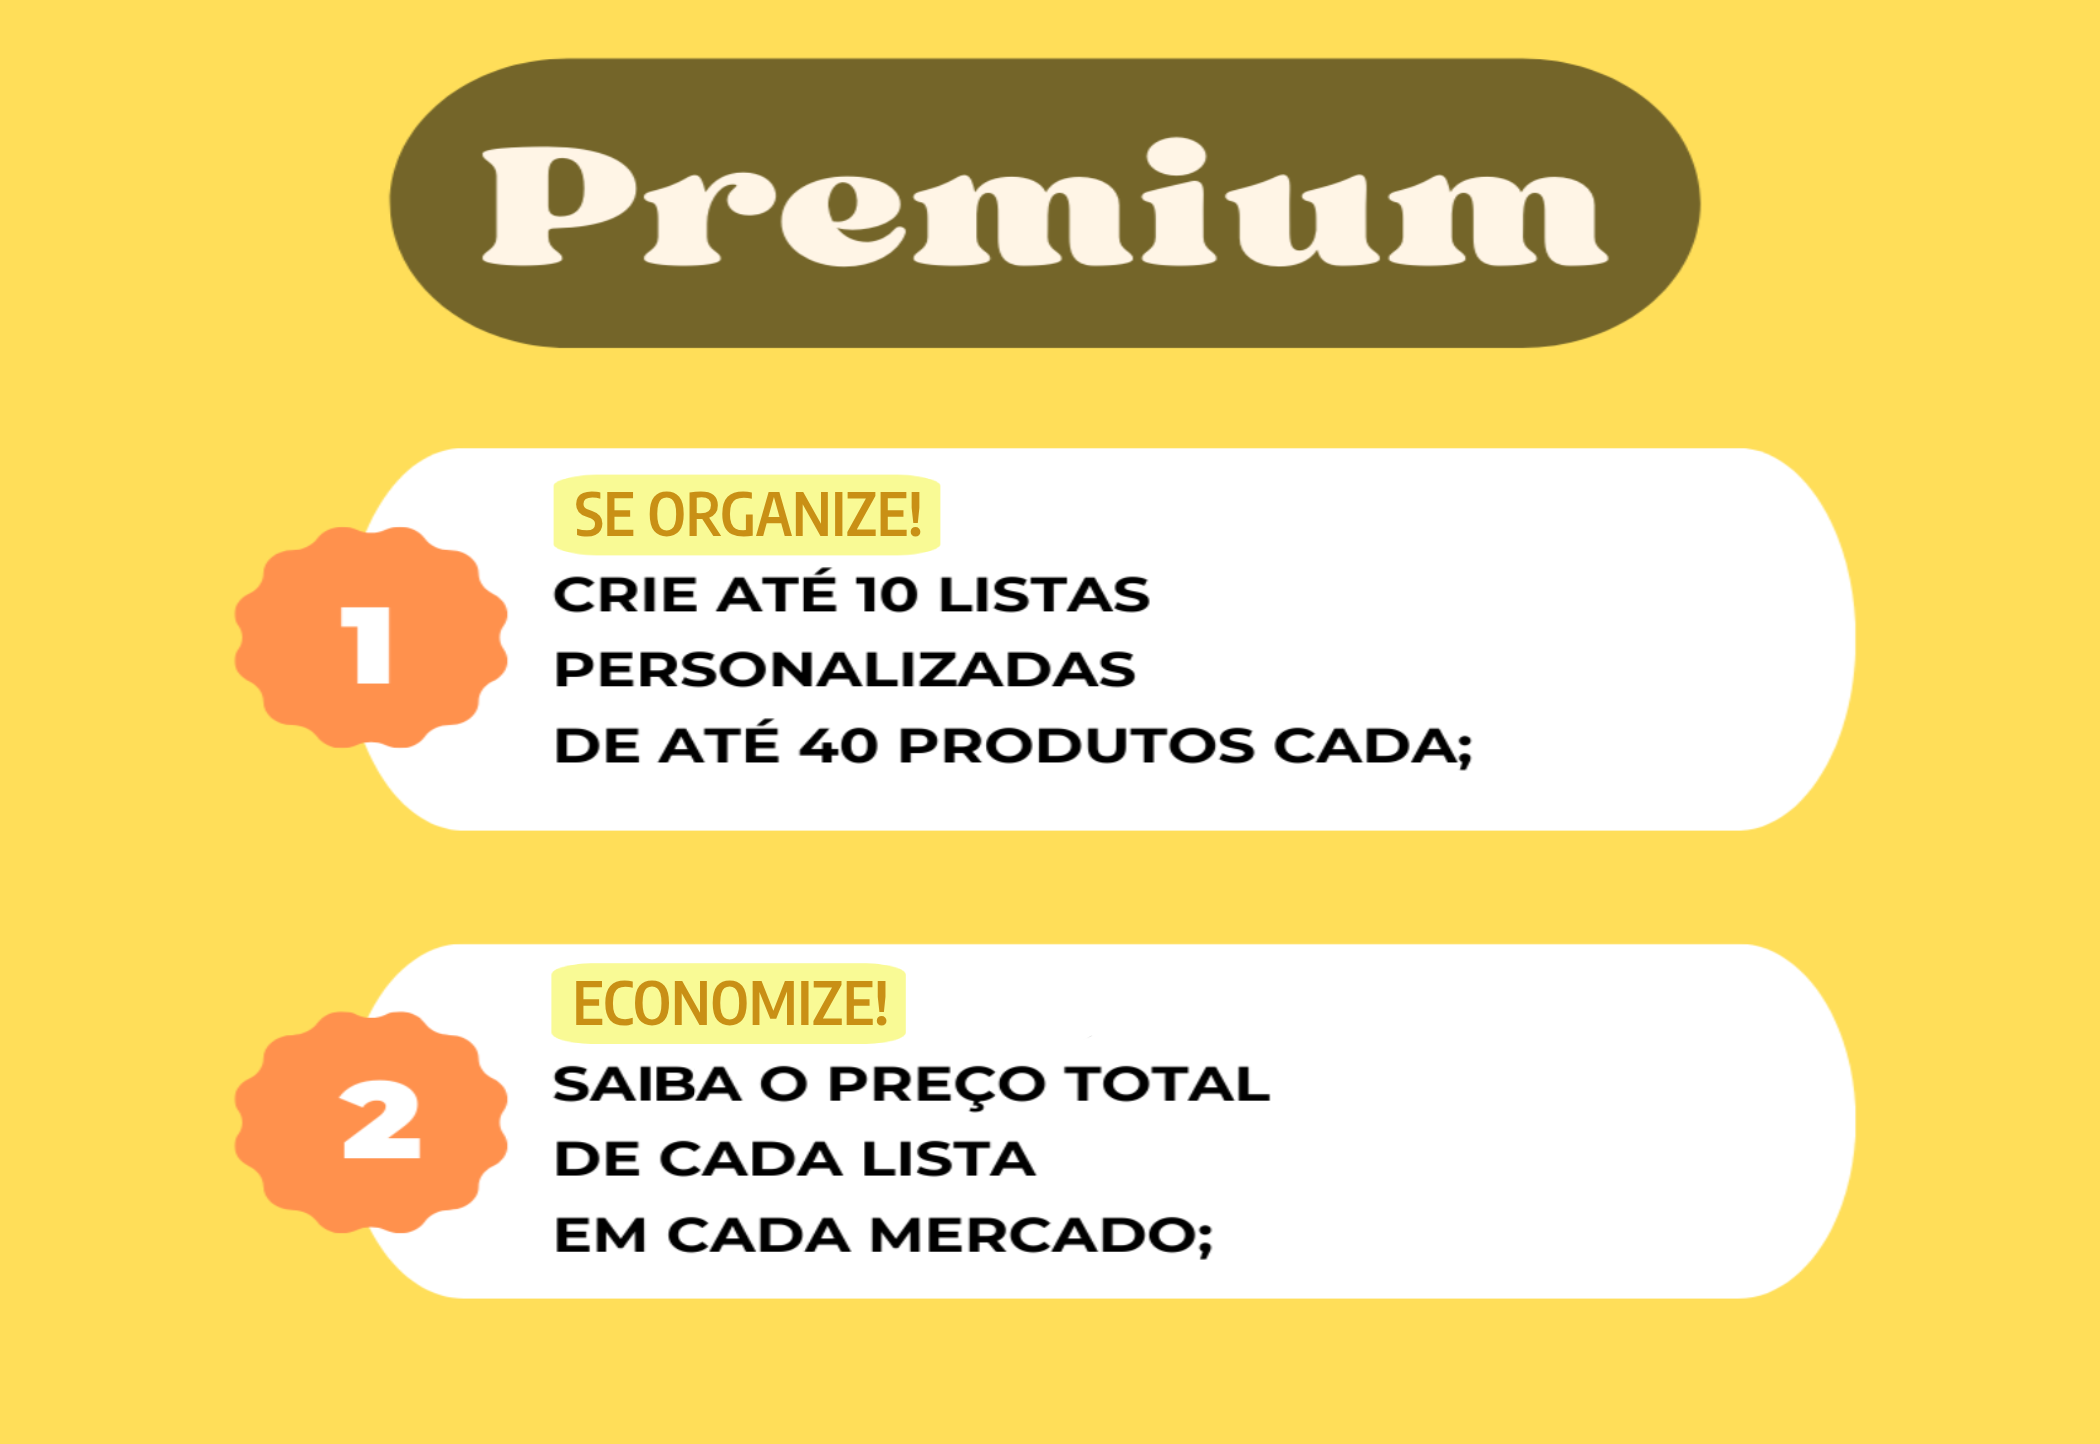 Premium
1
SE ORGANIZE!
CRIE ATÉ 10 LISTAS
PERSONALIZADAS
DE ATÉ 40 PRODUTOS CADA;
2
ECONOMIZE!
SAIBA O PREÇO TOTAL
DE CADA LISTA
EM CADA MERCADO;